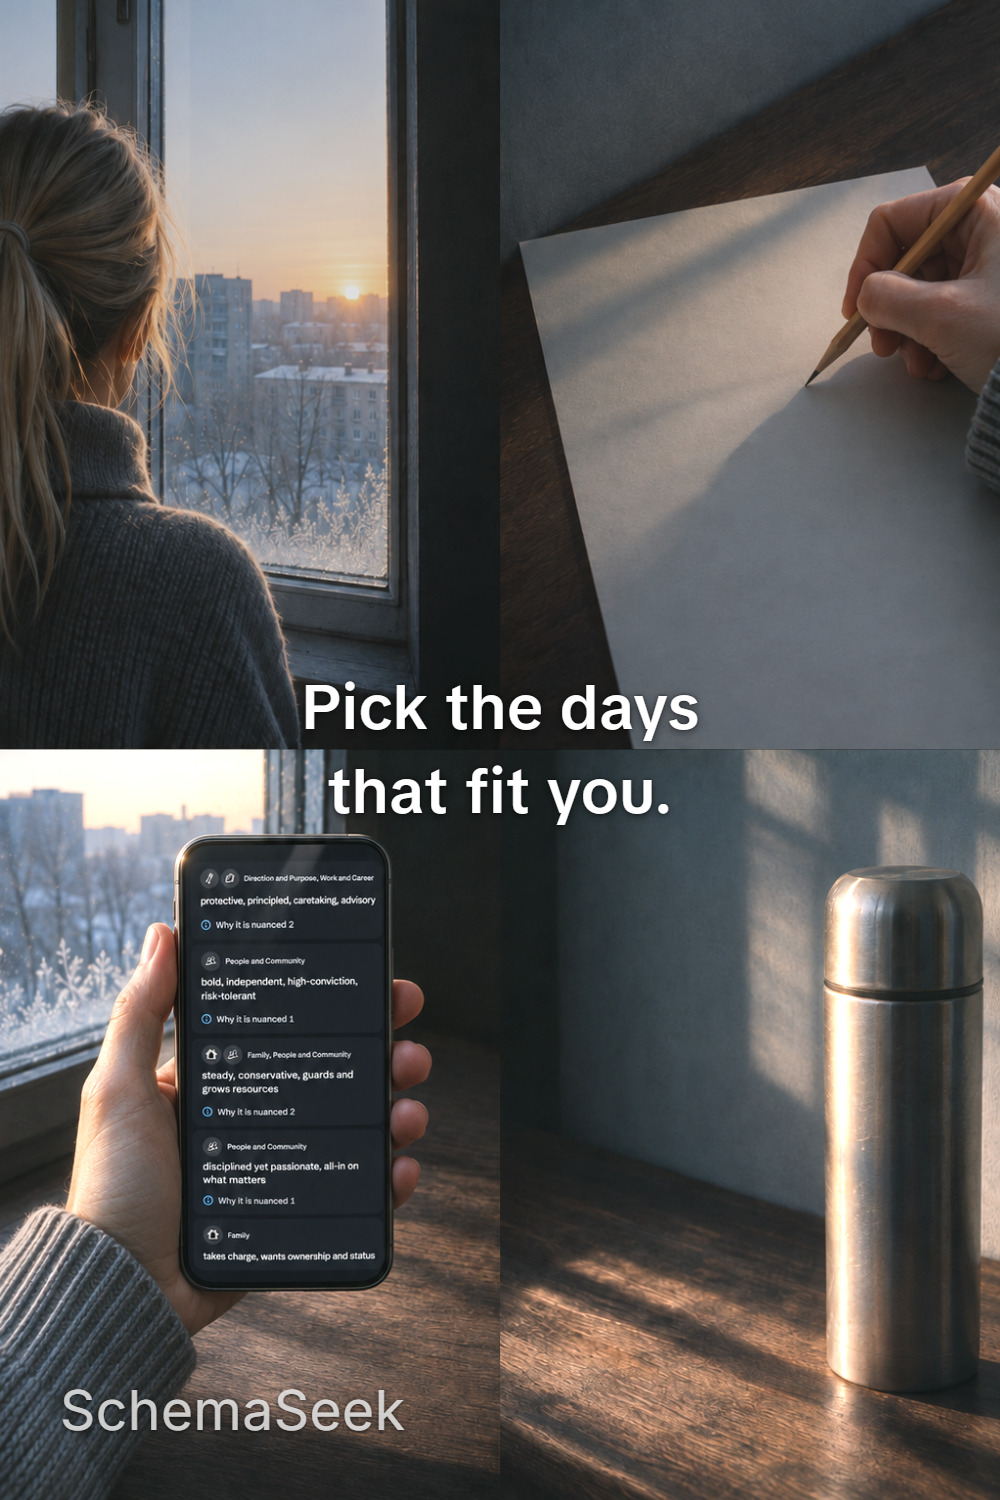 Pick the days
that fit you.
Direction and Purpose, Work and Career
protective, principled, caretaking, advisory
Why it is nuanced 2
People and Community
bold, independent, high-conviction,
risk-tolerant
Why it is nuanced 1
Family, People and Community
steady, conservative, guards and
grows resources
Why it is nuanced 2
People and Community
disciplined yet passionate, all-in on
what matters
Why it is nuanced 1
Family
takes charge, wants ownership and status
SchemaSeek